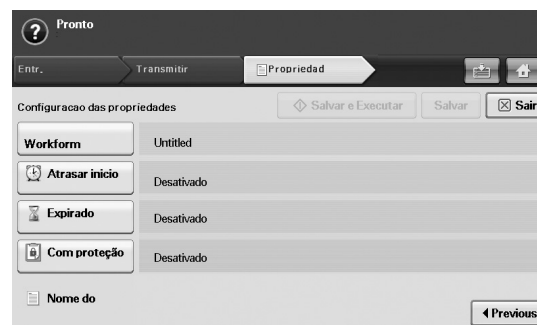 Pronto
Entr. Transmitir Propriedad
Configuracao das propriedades Salvar e Executar Salvar Sair
Workform Untitled
Atrasar inicio Desativado
Expirado Desativado
Com proteção Desativado
Nome do
Previous